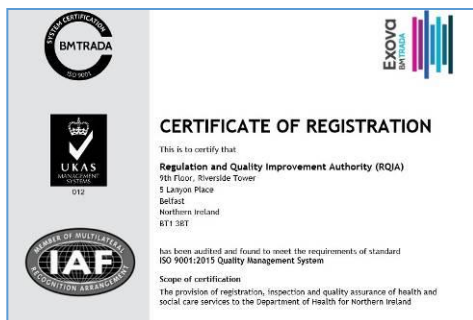 SYSTEM CERTIFICATION
BMTRADA
ISO 9001
Exova
BMTRADA
UKAS
MANAGEMENT
SYSTEMS
012
MEMBER OF MULTILATERAL
IAF
RECOGNITION ARRANGEMENT
CERTIFICATE OF REGISTRATION
This is to certify that
Regulation and Quality Improvement Authority (RQIA)
9th Floor, Riverside Tower
5 Lanyon Place
Belfast
Northern Ireland
BT1 3BT
has been audited and found to meet the requirements of standard
ISO 9001:2015 Quality Management System
Scope of certification
The provision of registration, inspection and quality assurance of health and
social care services to the Department of Health for Northern Ireland